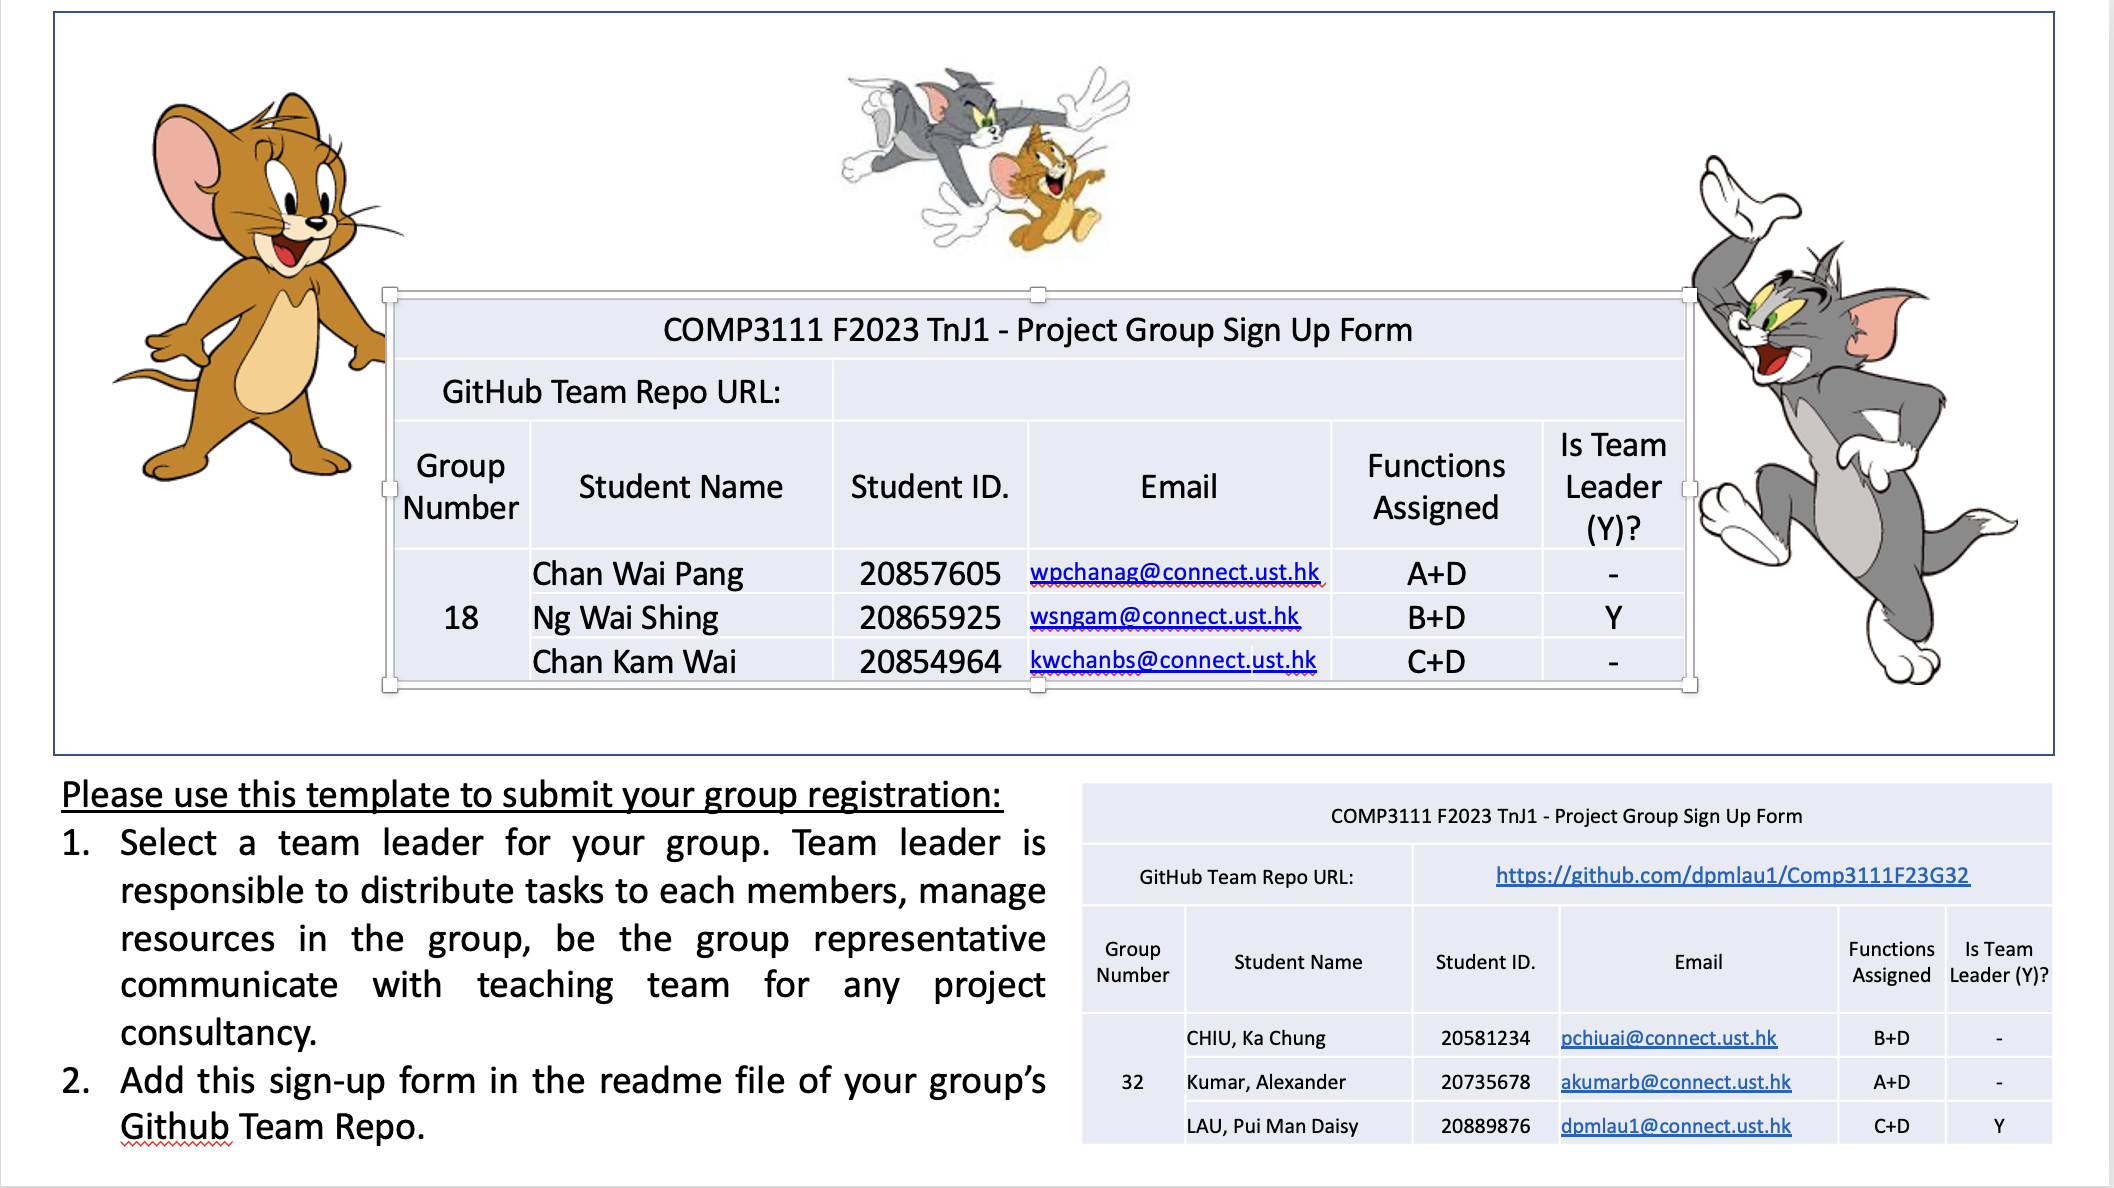 COMP3111 F2023 TnJ1 - Project Group Sign Up Form
GitHub Team Repo URL:
Group Number Student Name Student ID. Email Functions Assigned Is Team Leader (Y)?
18
Chan Wai Pang 20857605 wpchanag@connect.ust.hk A+D -
Ng Wai Shing 20865925 wsngam@connect.ust.hk B+D Y
Chan Kam Wai 20854964 kwchanbs@connect.ust.hk C+D -
Please use this template to submit your group registration:
1. Select a team leader for your group. Team leader is
responsible to distribute tasks to each members, manage
resources in the group, be the group representative
communicate with teaching team for any project
consultancy.
2. Add this sign-up form in the readme file of your group’s
Github Team Repo.
COMP3111 F2023 TnJ1 - Project Group Sign Up Form
GitHub Team Repo URL: https://github.com/dpmlau1/Comp3111F23G32
Group Number Student Name Student ID. Email Functions Assigned Is Team Leader (Y)?
32
CHIU, Ka Chung 20581234 pchiuai@connect.ust.hk B+D -
Kumar, Alexander 20735678 akumarb@connect.ust.hk A+D -
LAU, Pui Man Daisy 20889876 dpmlau1@connect.ust.hk C+D Y